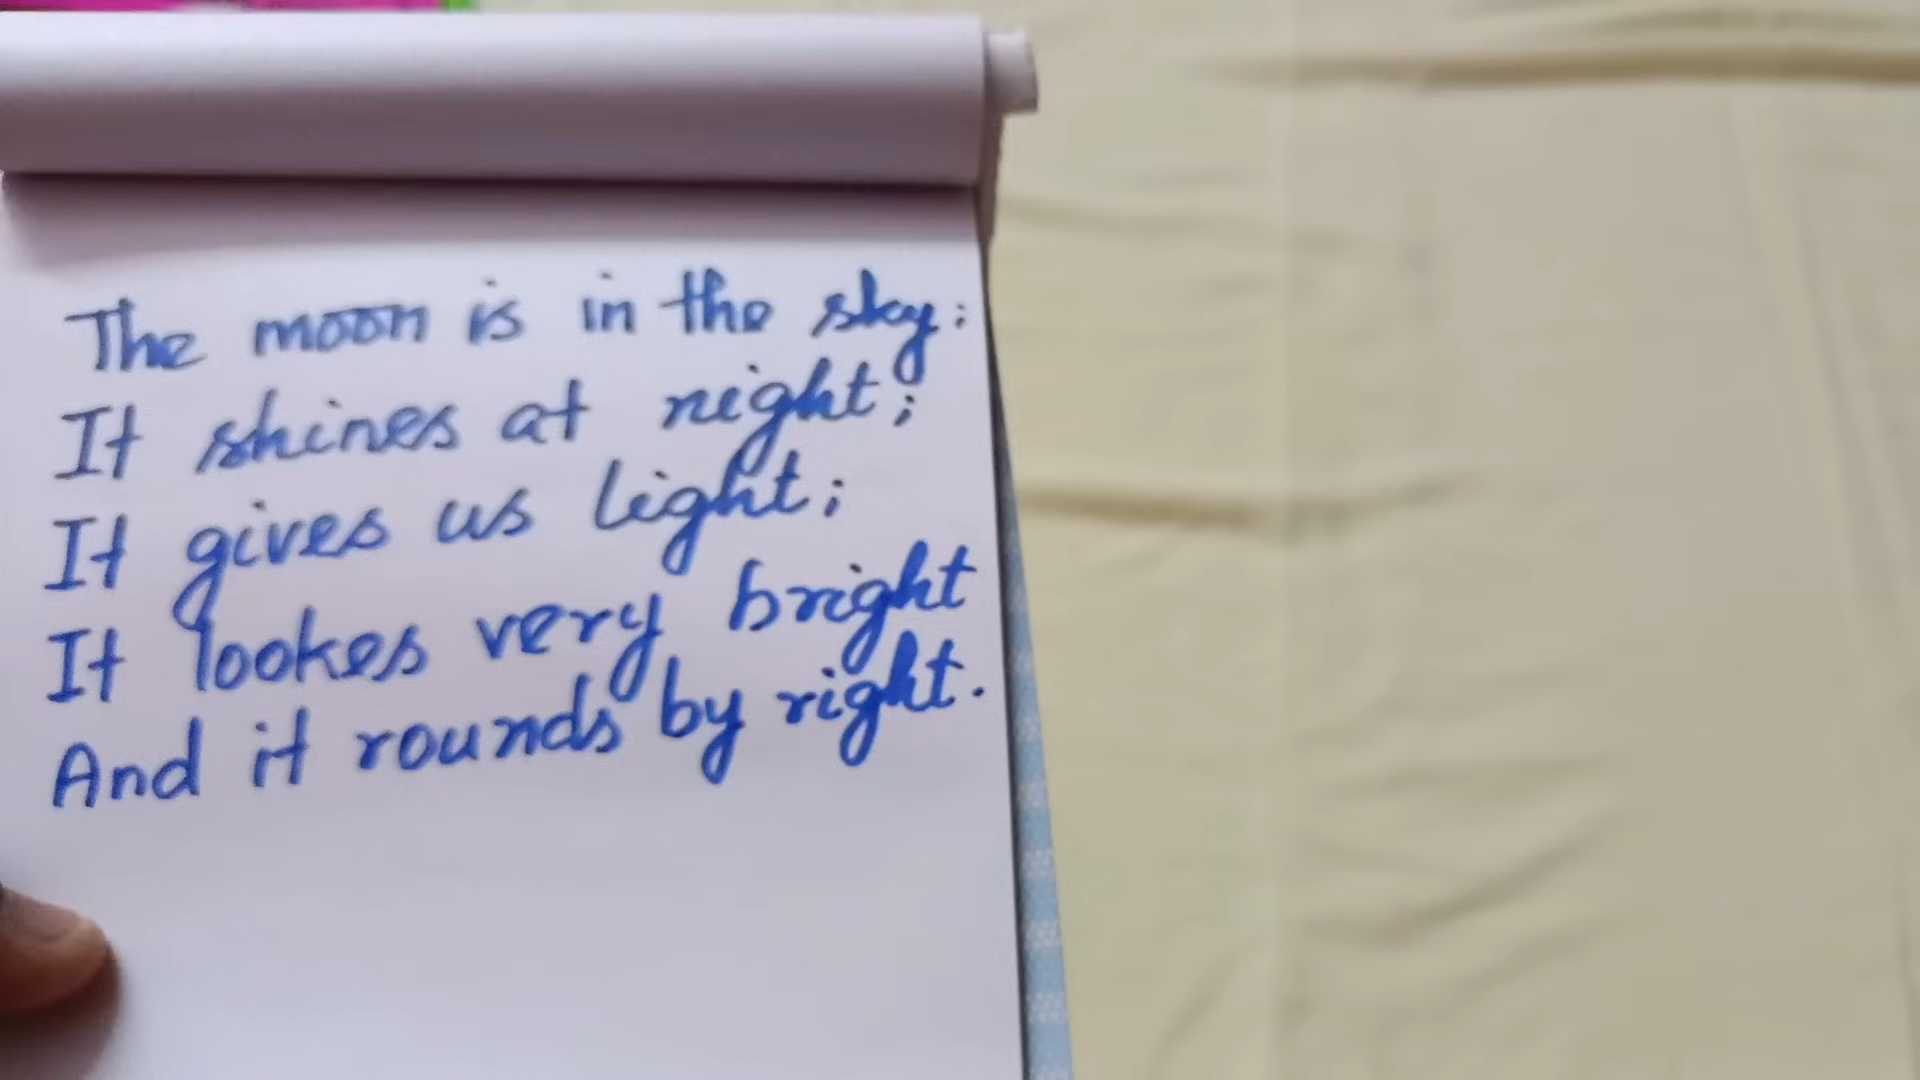 The moon is in the sky;
It shines at night;
It gives us light;
It lookes very bright
And it rounds by right.